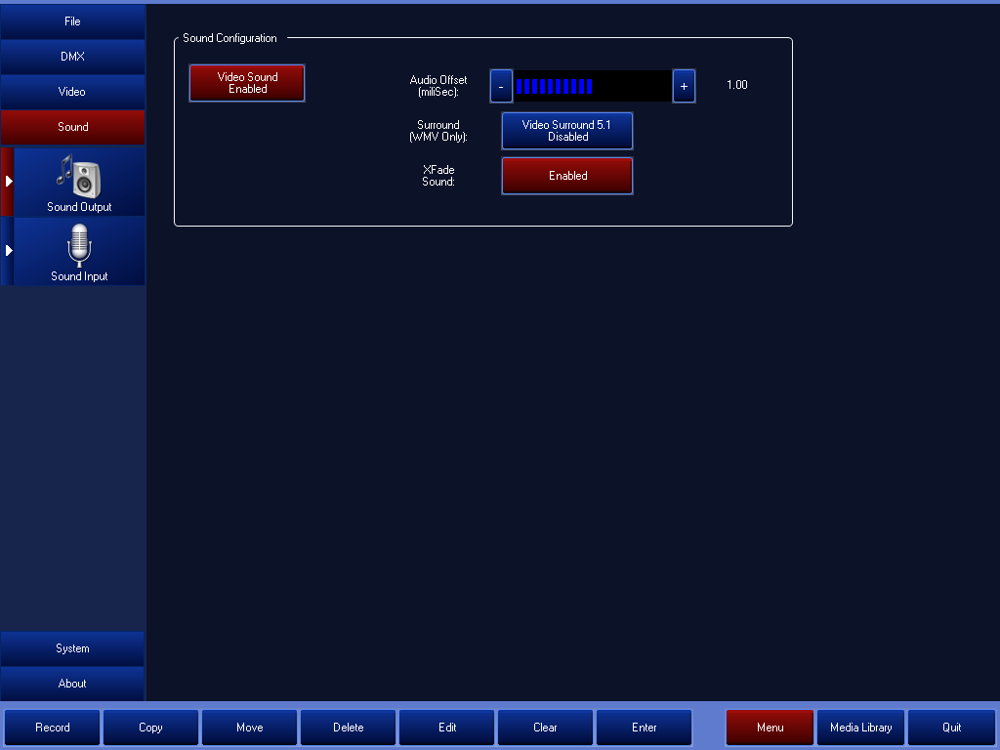 File
DMX
Video
Sound
Sound Output
Sound Input
System
About
Sound Configuration
Video Sound
Enabled
Audio Offset
(miliSec):
-
+
1.00
Surround
(WMV Only):
Video Surround 5.1
Disabled
XFade
Sound:
Enabled
Record
Copy
Move
Delete
Edit
Clear
Enter
Menu
Media Library
Quit